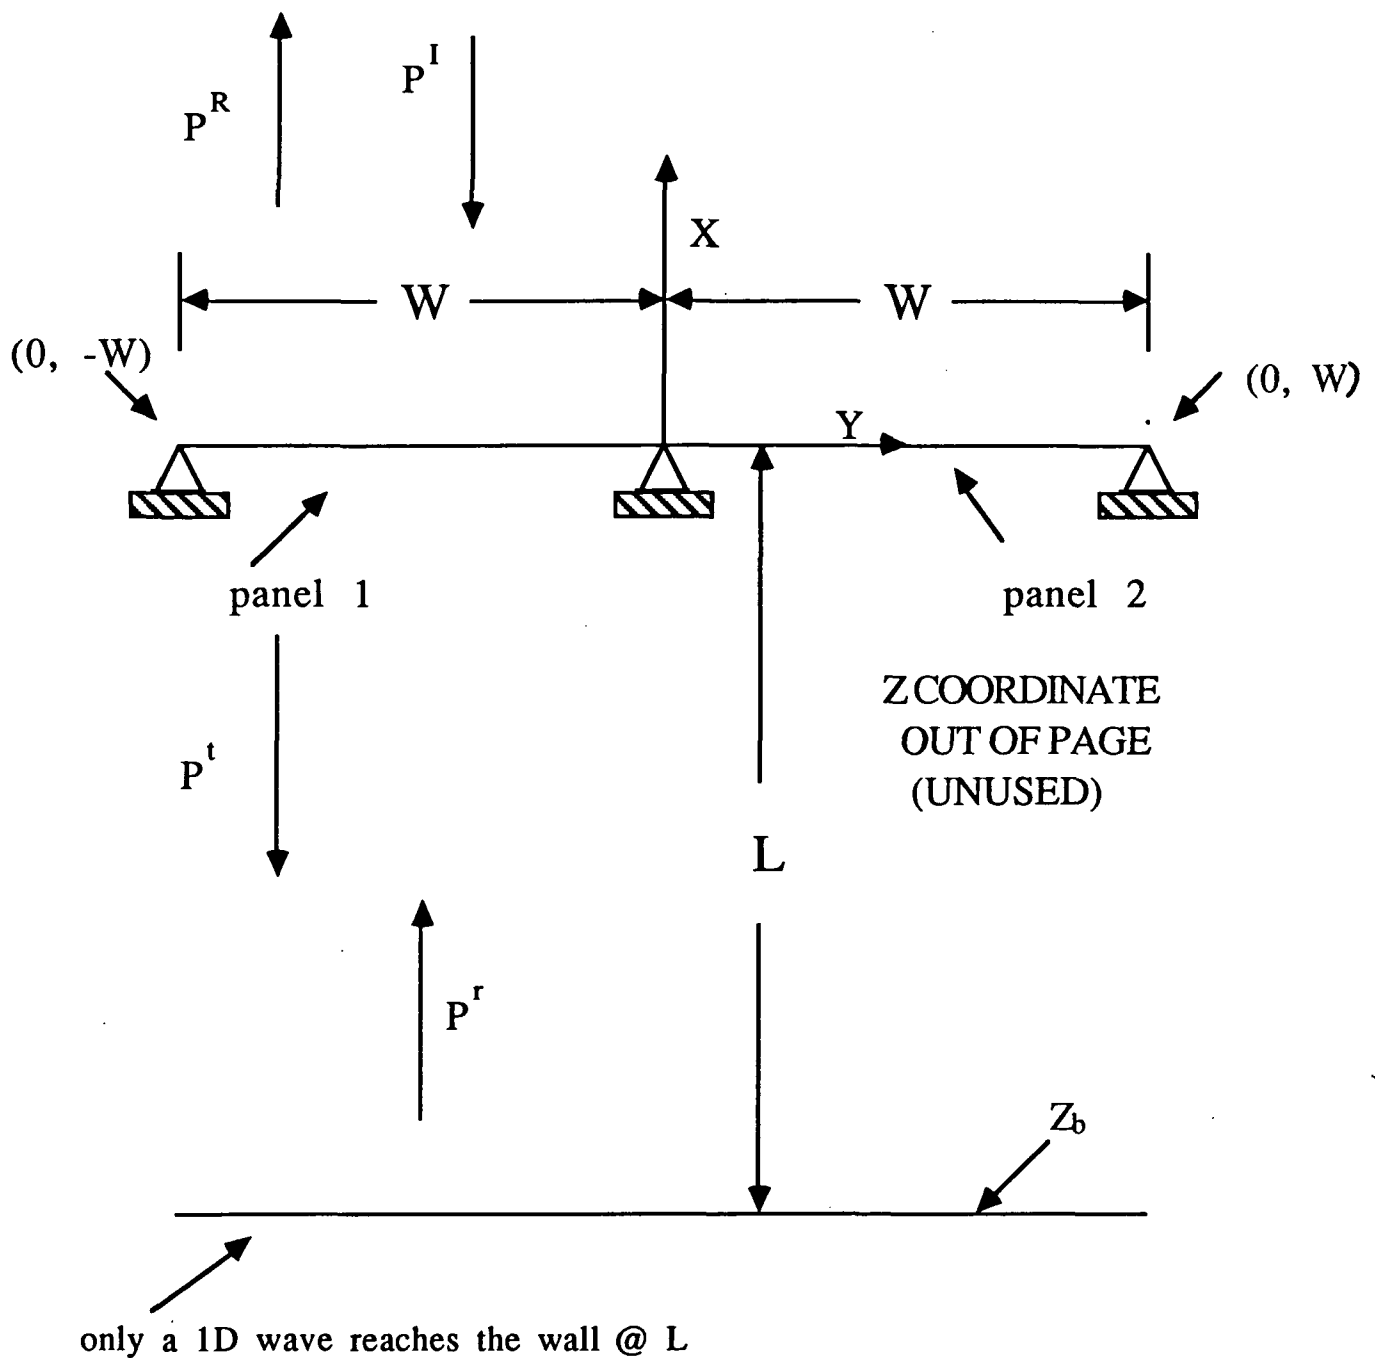 P^R
P^I
X
W W
(0, -W)
(0, W)
Y
panel 1
panel 2
Z COORDINATE
OUT OF PAGE
(UNUSED)
P^t
L
P^r
Z_b
only a 1D wave reaches the wall @ L